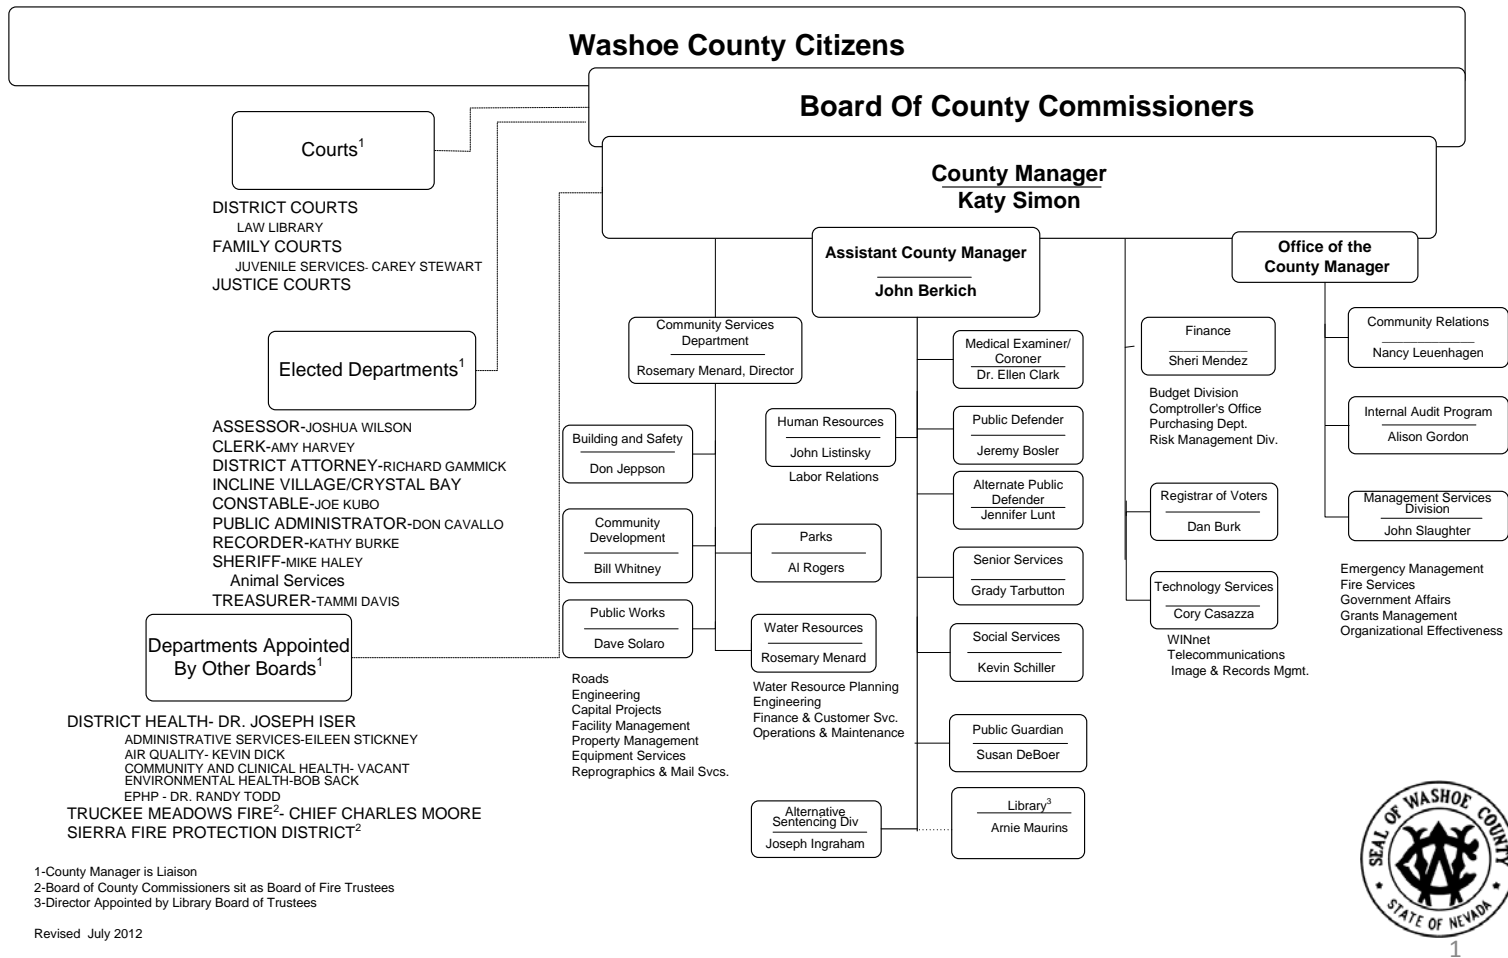 Washoe County Citizens
Board Of County Commissioners
County Manager
Katy Simon
Courts1
DISTRICT COURTS
LAW LIBRARY
FAMILY COURTS
JUVENILE SERVICES- CAREY STEWART
JUSTICE COURTS
Elected Departments1
ASSESSOR-JOSHUA WILSON
CLERK-AMY HARVEY
DISTRICT ATTORNEY-RICHARD GAMMICK
INCLINE VILLAGE/CRYSTAL BAY
CONSTABLE-JOE KUBO
PUBLIC ADMINISTRATOR-DON CAVALLO
RECORDER-KATHY BURKE
SHERIFF-MIKE HALEY
Animal Services
TREASURER-TAMMI DAVIS
Departments Appointed
By Other Boards1
DISTRICT HEALTH- DR. JOSEPH ISER
ADMINISTRATIVE SERVICES-EILEEN STICKNEY
AIR QUALITY- KEVIN DICK
COMMUNITY AND CLINICAL HEALTH- VACANT
ENVIRONMENTAL HEALTH-BOB SACK
EPHP - DR. RANDY TODD
TRUCKEE MEADOWS FIRE2- CHIEF CHARLES MOORE
SIERRA FIRE PROTECTION DISTRICT2
Community Services
Department
Rosemary Menard, Director
Building and Safety
Don Jeppson
Community
Development
Bill Whitney
Public Works
Dave Solaro
Roads
Engineering
Capital Projects
Facility Management
Property Management
Equipment Services
Reprographics & Mail Svcs.
Parks
Al Rogers
Water Resources
Rosemary Menard
Water Resource Planning
Engineering
Finance & Customer Svc.
Operations & Maintenance
Assistant County Manager
John Berkich
Human Resources
John Listinsky
Labor Relations
Medical Examiner/
Coroner
Dr. Ellen Clark
Public Defender
Jeremy Bosler
Alternate Public
Defender
Jennifer Lunt
Senior Services
Grady Tarbutton
Social Services
Kevin Schiller
Public Guardian
Susan DeBoer
Alternative
Sentencing Div
Joseph Ingraham
Library3
Arnie Maurins
Finance
Sheri Mendez
Budget Division
Comptroller's Office
Purchasing Dept.
Risk Management Div.
Registrar of Voters
Dan Burk
Technology Services
Cory Casazza
WINnet
Telecommunications
Image & Records Mgmt.
Office of the
County Manager
Community Relations
Nancy Leuenhagen
Internal Audit Program
Alison Gordon
Management Services
Division
John Slaughter
Emergency Management
Fire Services
Government Affairs
Grants Management
Organizational Effectiveness
1-County Manager is Liaison
2-Board of County Commissioners sit as Board of Fire Trustees
3-Director Appointed by Library Board of Trustees
Revised July 2012
SEAL OF WASHOE COUNTY
STATE OF NEVADA
1